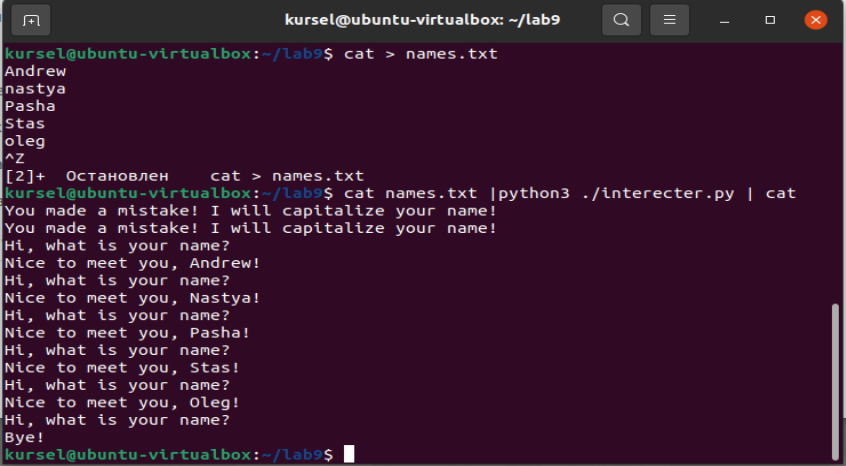 kursel@ubuntu-virtualbox: ~/lab9
kursel@ubuntu-virtualbox:~/lab9$ cat > names.txt
Andrew
nastya
Pasha
Stas
oleg
^Z
[2]+  Остановлен    cat > names.txt
kursel@ubuntu-virtualbox:~/lab9$ cat names.txt |python3 ./interecter.py | cat
You made a mistake! I will capitalize your name!
You made a mistake! I will capitalize your name!
Hi, what is your name?
Nice to meet you, Andrew!
Hi, what is your name?
Nice to meet you, Nastya!
Hi, what is your name?
Nice to meet you, Pasha!
Hi, what is your name?
Nice to meet you, Stas!
Hi, what is your name?
Nice to meet you, Oleg!
Hi, what is your name?
Bye!
kursel@ubuntu-virtualbox:~/lab9$